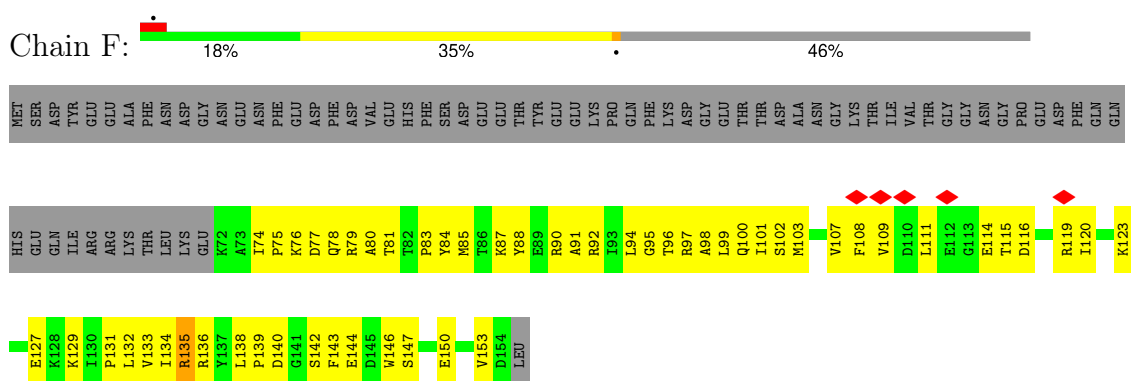 Chain F:
•
18% 35% • 46%
MET SER ASP TYR GLU GLU ALA PHE ASN ASP GLY ASN GLU ASN PHE GLU ASP PHE ASP VAL GLU HIS PHE SER ASP GLU GLU THR TYR GLU GLU LYS PRO GLN PHE LYS ASP GLY GLU THR THR ASP ALA ASN GLY LYS THR ILE VAL THR GLY GLY ASN GLY PRO GLU ASP PHE GLN GLN
HIS GLU GLN ILE ARG ARG LYS THR LEU LYS GLU K72 A73 I74 P75 K76 D77 Q78 R79 A80 T81 T82 P83 Y84 M85 T86 K87 Y88 E89 R90 A91 R92 I93 L94 G95 T96 R97 A98 L99 Q100 I101 S102 M103 V107 F108 V109 D110 L111 E112 G113 E114 T115 D116 R119 I120 K123
E127 K128 K129 I130 P131 L132 V133 I134 R135 R136 Y137 L138 P139 D140 G141 S142 F143 E144 D145 W146 S147 E150 V153 D154 LEU